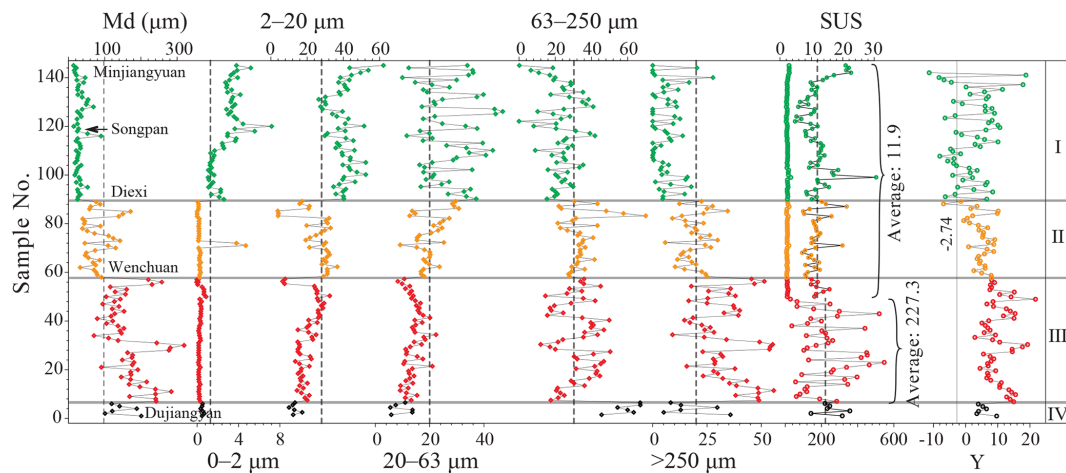 Md (μm) 2–20 μm 63–250 μm SUS
100 300 0 20 40 60 0 20 40 60 0 10 20 30
Sample No.
140 120 100 80 60 40 20 0
Minjiangyuan
Songpan
Diexi
Wenchuan
Dujiangyan
Average: 11.9
Average: 227.3
-2.74
I
II
III
IV
0 4 8 0 20 40 0 25 50 0 200 600 -10 0 10 20
0–2 μm 20–63 μm >250 μm Y